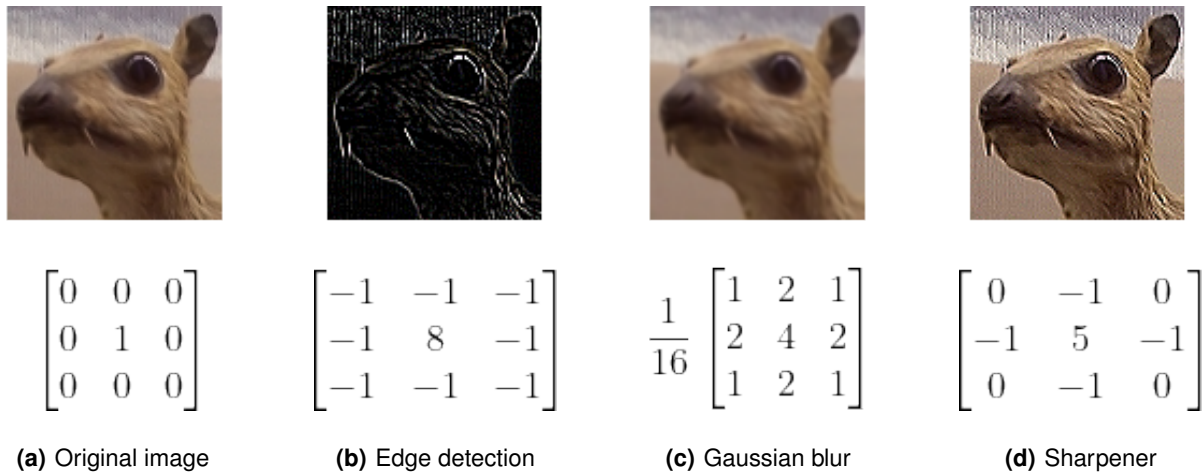 0 0 0
0 1 0
0 0 0
−1 −1 −1
−1 8 −1
−1 −1 −1
1
16
1 2 1
2 4 2
1 2 1
0 −1 0
−1 5 −1
0 −1 0
(a) Original image
(b) Edge detection
(c) Gaussian blur
(d) Sharpener